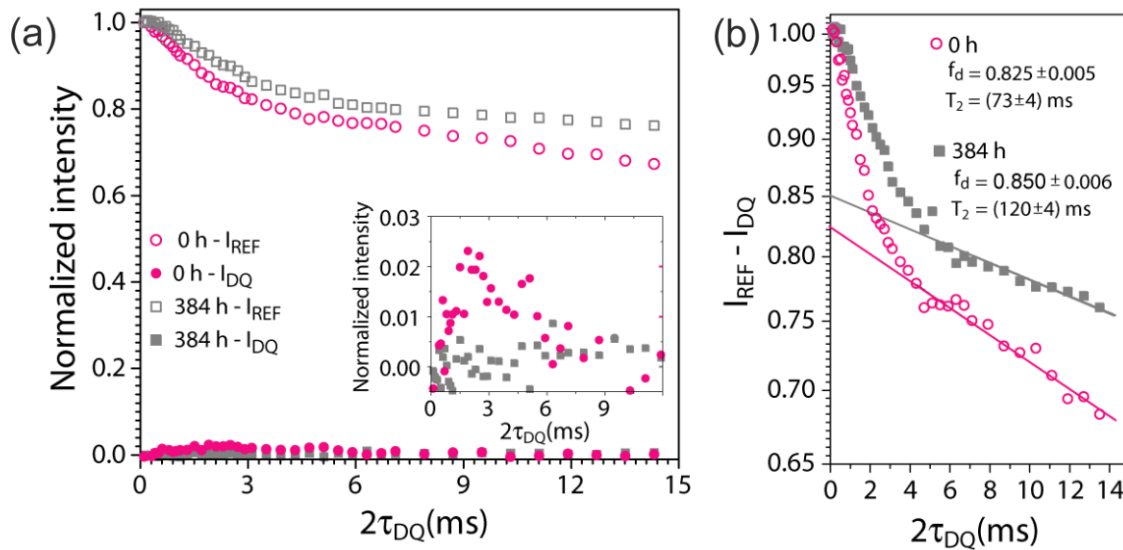 (a)
Normalized intensity
1.0
0.8
0.6
0.4
0.2
0.0
0 h - I_REF
0 h - I_DQ
384 h - I_REF
384 h - I_DQ
Normalized intensity
0.03
0.02
0.01
0.00
0 3 6 9
2τ_DQ(ms)
0 3 6 9 12 15
2τ_DQ(ms)
(b)
I_REF - I_DQ
1.00
0.95
0.90
0.85
0.80
0.75
0.70
0.65
0 h
f_d = 0.825 ±0.005
T_2 = (73±4) ms
384 h
f_d = 0.850 ±0.006
T_2 = (120±4) ms
0 2 4 6 8 10 12 14
2τ_DQ(ms)